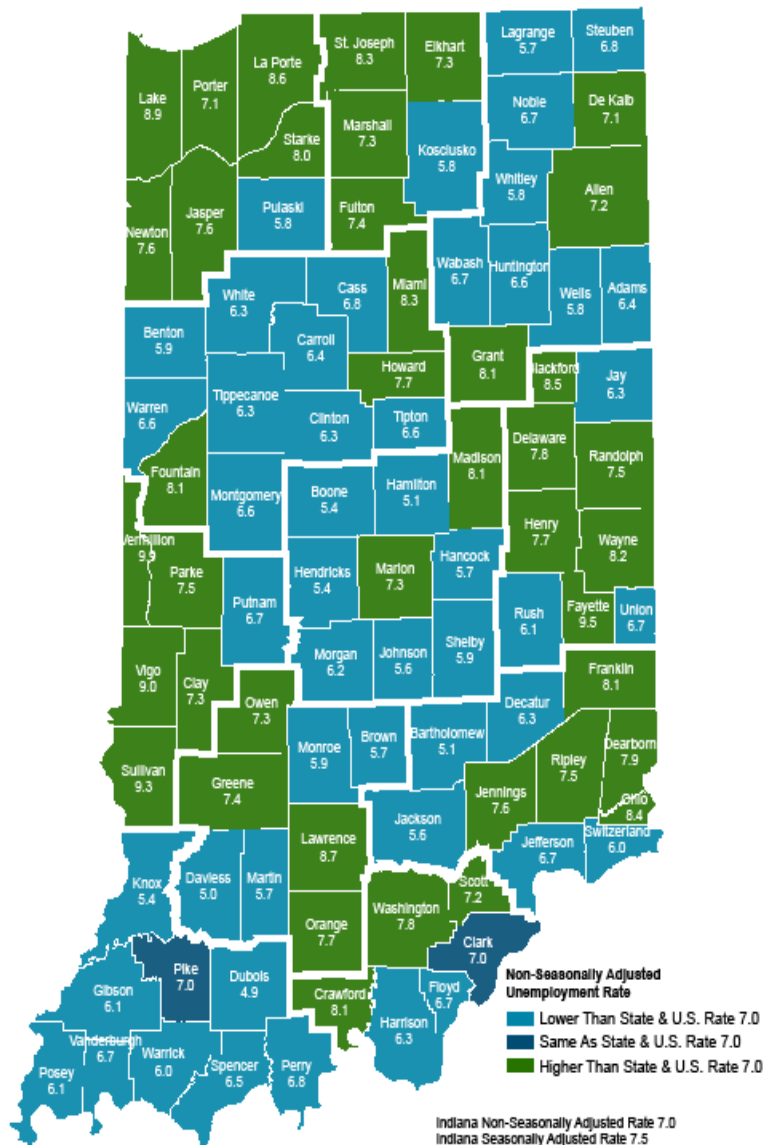 St. Joseph
8.3
Elkhart
7.3
Lagrange
5.7
Steuben
6.8
La Porte
8.6
Porter
7.1
Lake
8.9
Noble
6.7
De Kalb
7.1
Marshall
7.3
Starke
8.0
Kosciusko
5.8
Whitley
5.8
Allen
7.2
Newton
7.6
Jasper
7.6
Pulaski
5.8
Fulton
7.4
Wabash
6.7
Huntington
6.6
Wells
5.8
Adams
6.4
White
6.3
Cass
6.8
Miami
8.3
Benton
5.9
Carroll
6.4
Grant
8.1
Howard
7.7
Blackford
8.5
Jay
6.3
Warren
6.6
Tippecanoe
6.3
Clinton
6.3
Tipton
6.6
Madison
8.1
Delaware
7.8
Randolph
7.5
Fountain
8.1
Montgomery
6.6
Boone
5.4
Hamilton
5.1
Henry
7.7
Wayne
8.2
Vermillion
9.9
Parke
7.5
Putnam
6.7
Hendricks
5.4
Marion
7.3
Hancock
5.7
Rush
6.1
Fayette
9.5
Union
6.7
Vigo
9.0
Clay
7.3
Owen
7.3
Morgan
6.2
Johnson
5.6
Shelby
5.9
Franklin
8.1
Decatur
6.3
Sullivan
9.3
Greene
7.4
Monroe
5.9
Brown
5.7
Bartholomew
5.1
Jennings
7.6
Ripley
7.5
Dearborn
7.9
Ohio
8.4
Lawrence
8.7
Jackson
5.6
Jefferson
6.7
Switzerland
6.0
Knox
5.4
Daviess
5.0
Martin
5.7
Orange
7.7
Washington
7.8
Scott
7.2
Clark
7.0
Pike
7.0
Dubois
4.9
Gibson
6.1
Crawford
8.1
Harrison
6.3
Floyd
6.7
Vanderburgh
6.7
Warrick
6.0
Posey
6.1
Spencer
6.5
Perry
6.8
Non-Seasonally Adjusted
Unemployment Rate
Lower Than State & U.S. Rate 7.0
Same As State & U.S. Rate 7.0
Higher Than State & U.S. Rate 7.0
Indiana Non-Seasonally Adjusted Rate 7.0
Indiana Seasonally Adjusted Rate 7.5